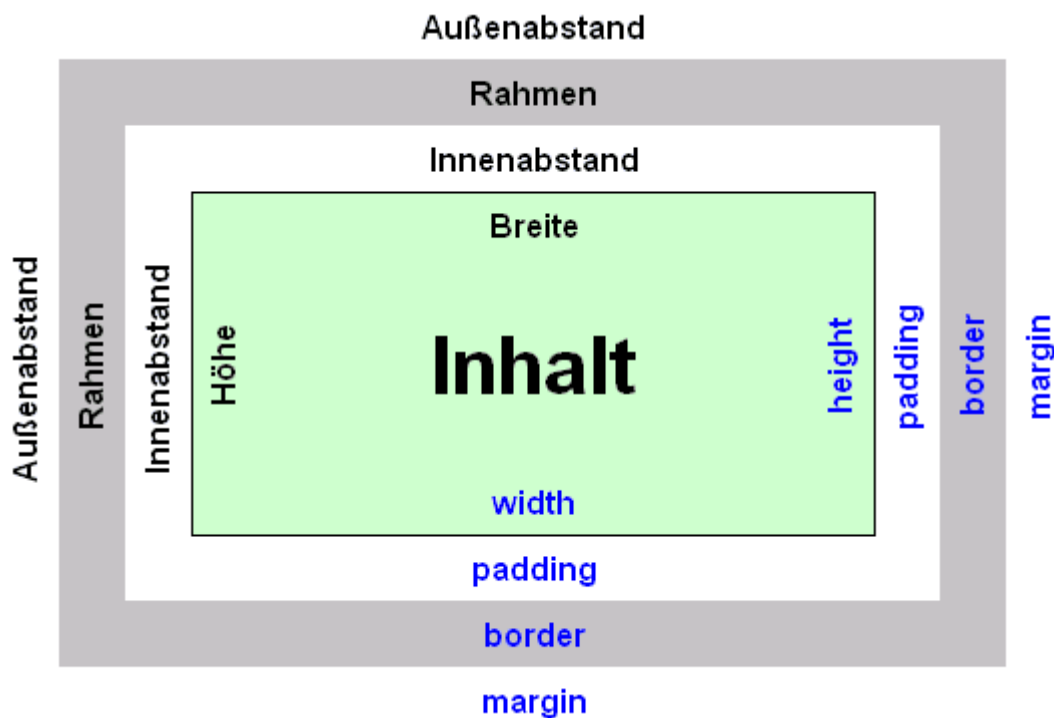 Außenabstand
Rahmen
Innenabstand
Breite
Außenabstand
Rahmen
Innenabstand
Höhe
Inhalt
height
padding
border
margin
width
padding
border
margin